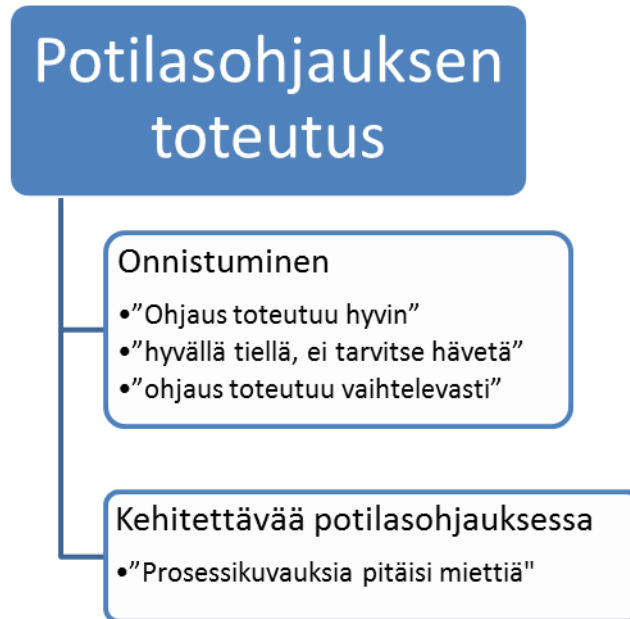 Potilasohjauksen
toteutus
Onnistuminen
•”Ohjaus toteutuu hyvin”
•”hyvällä tiellä, ei tarvitse hävetä”
•”ohjaus toteutuu vaihtelevasti”
Kehitettävää potilasohjauksessa
•”Prosessikuvauksia pitäisi miettiä"